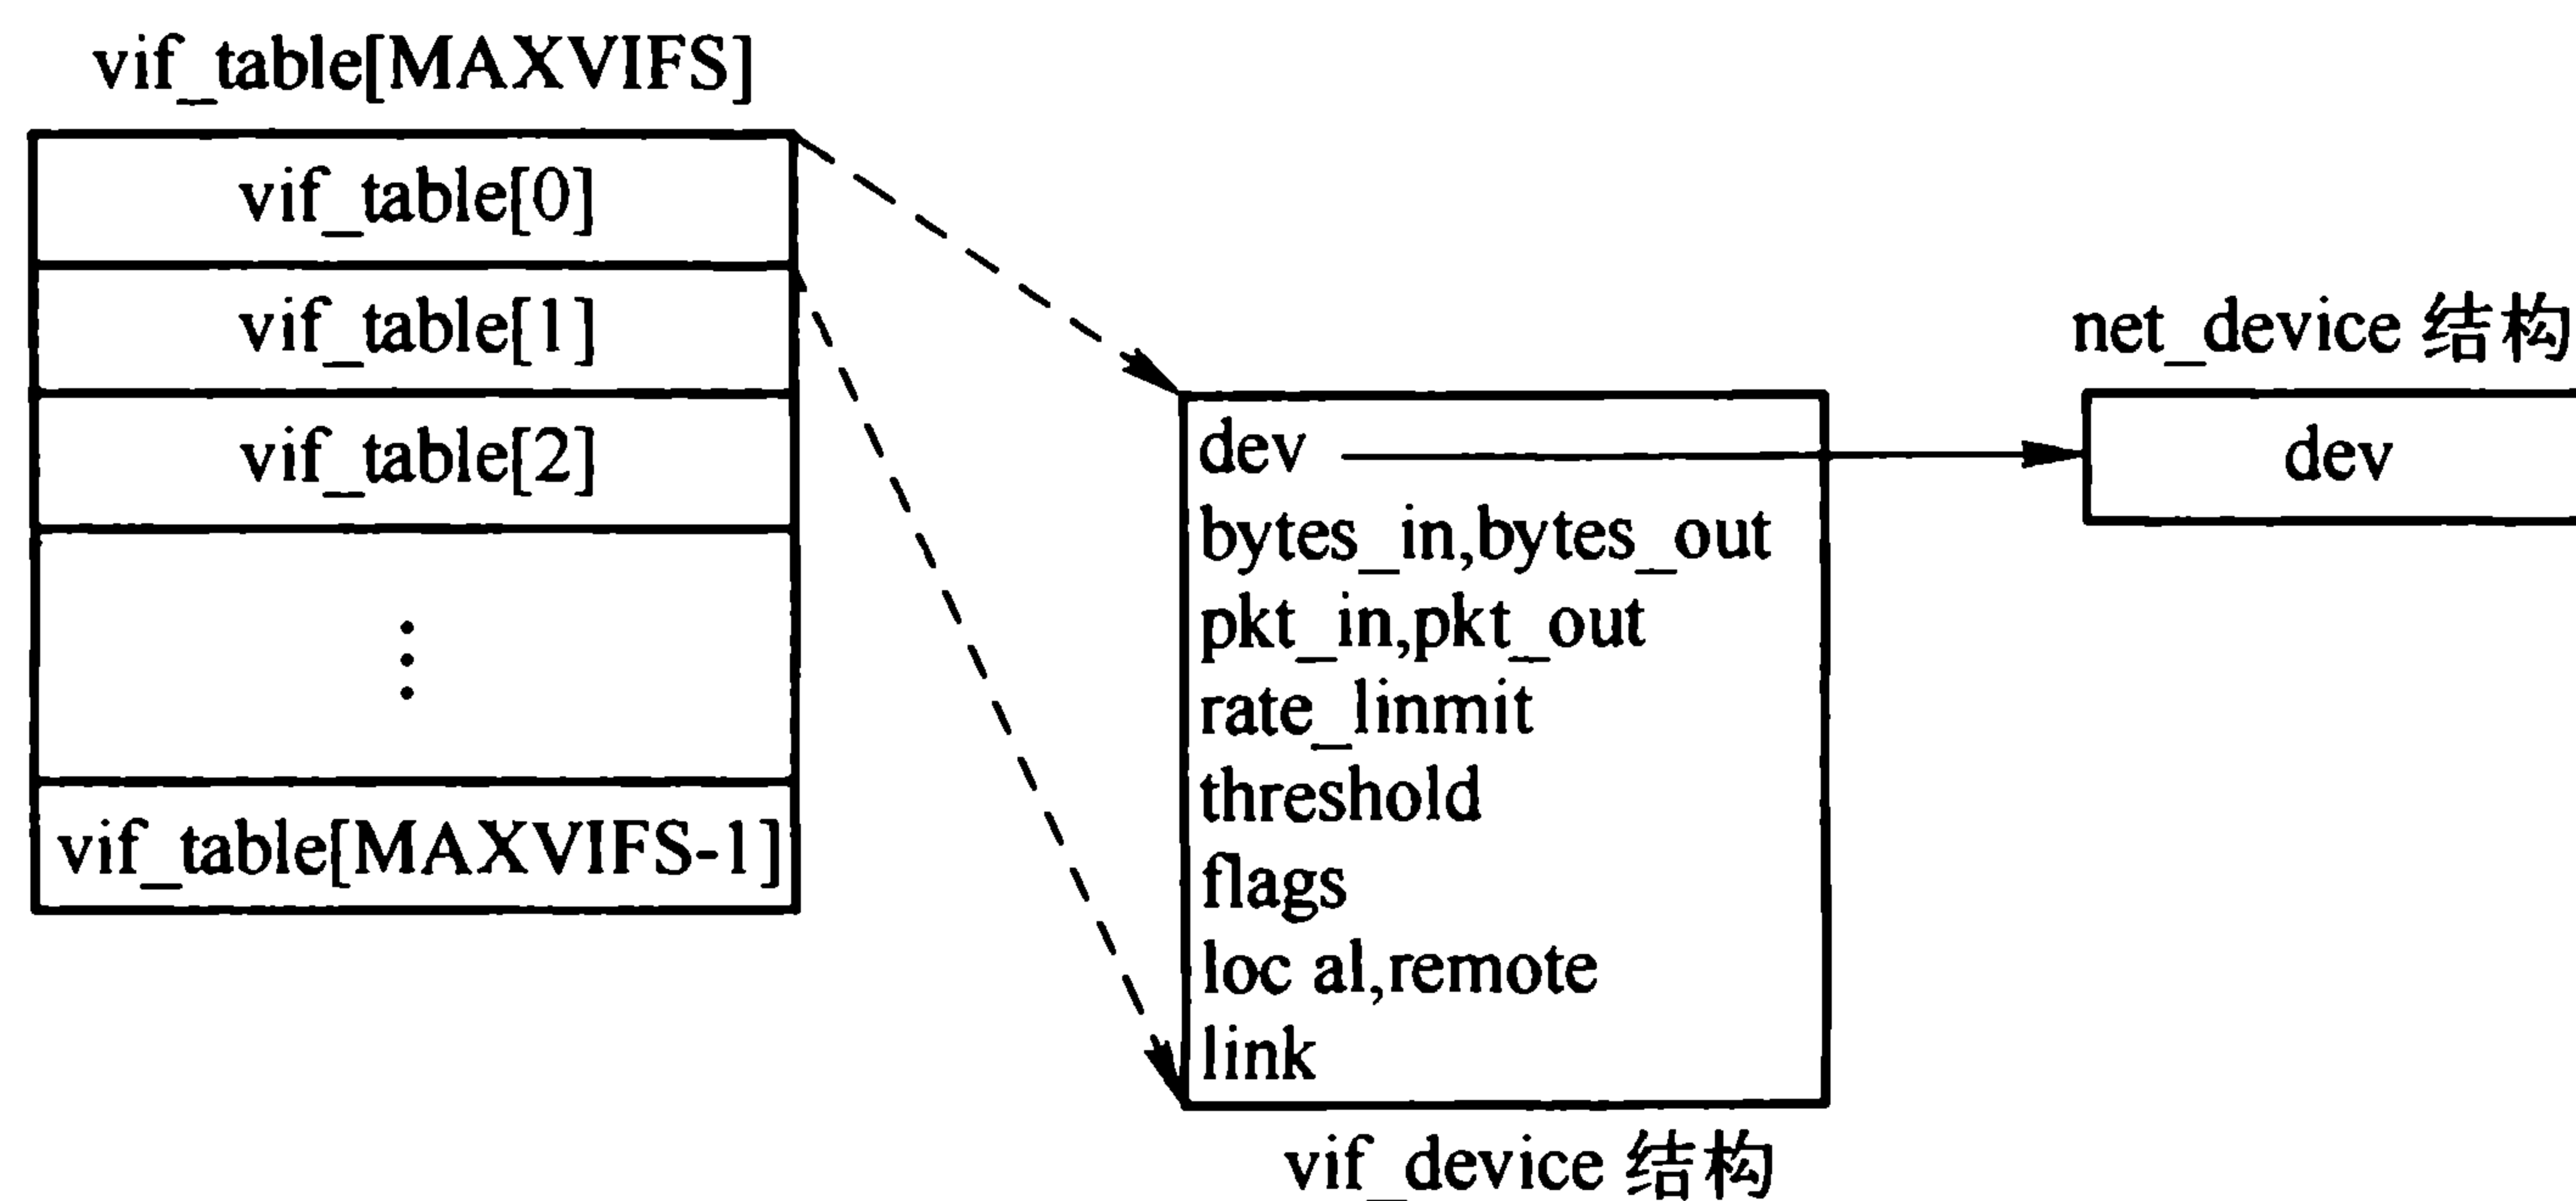 vif_table[MAXVIFS]
vif_table[0]
vif_table[1]
vif_table[2]
vif_table[MAXVIFS-1]
dev
bytes_in,bytes_out
pkt_in,pkt_out
rate_linmit
threshold
flags
loc al,remote
link
vif_device 结构
net_device 结构
dev